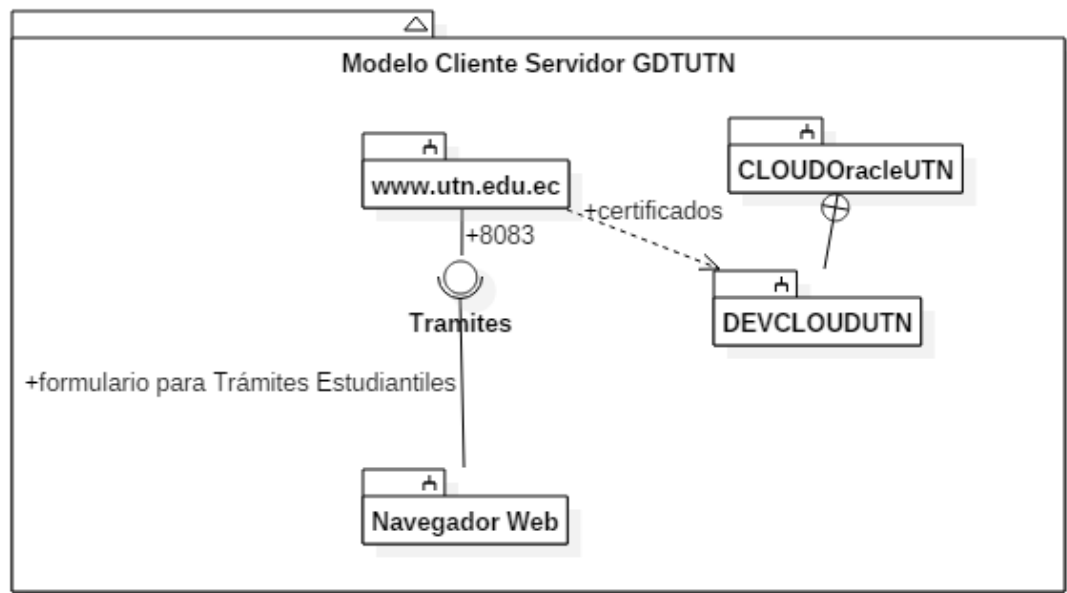 Modelo Cliente Servidor GDTUTN
www.utn.edu.ec
CLOUDOracleUTN
+certificados
+8083
DEVCLOUDUTN
Tramites
+formulario para Trámites Estudiantiles
Navegador Web